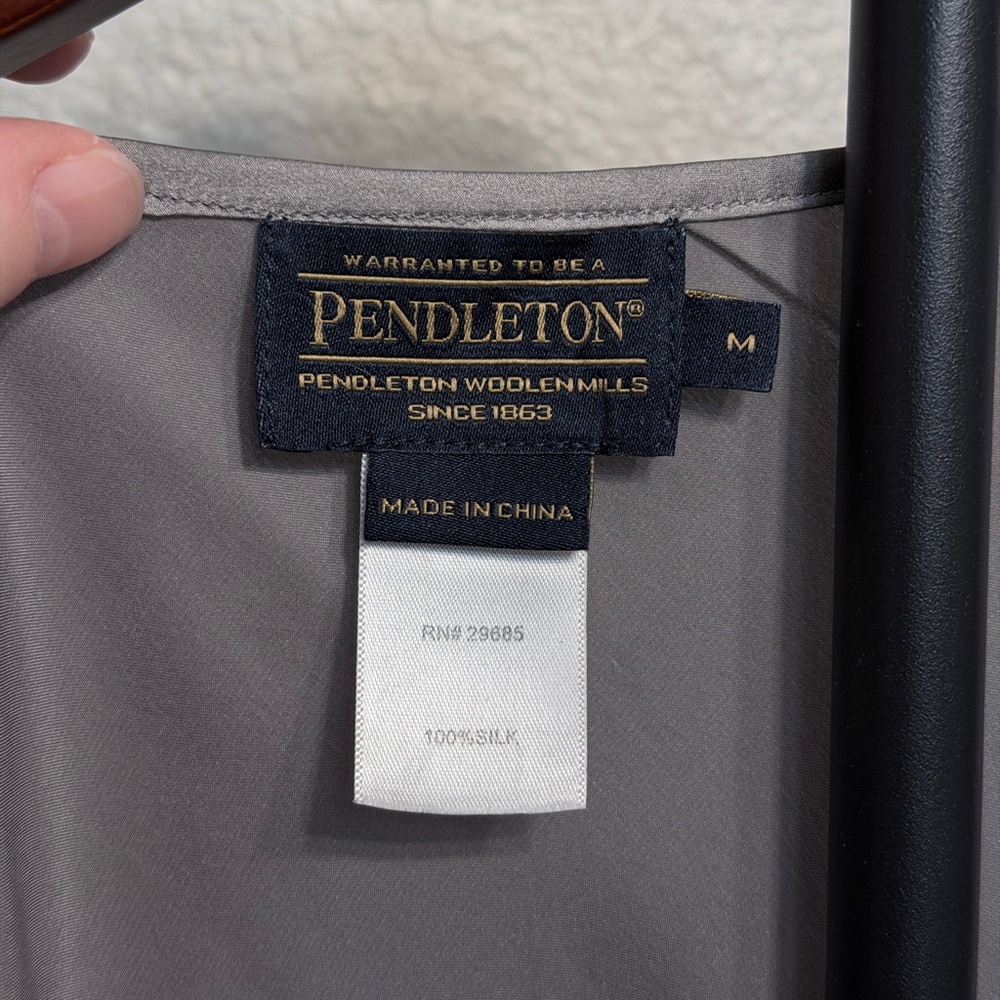 WARRANTED TO BE A
PENDLETON®
PENDLETON WOOLEN MILLS
SINCE 1863
M
MADE IN CHINA
RN# 29685
100% SILK